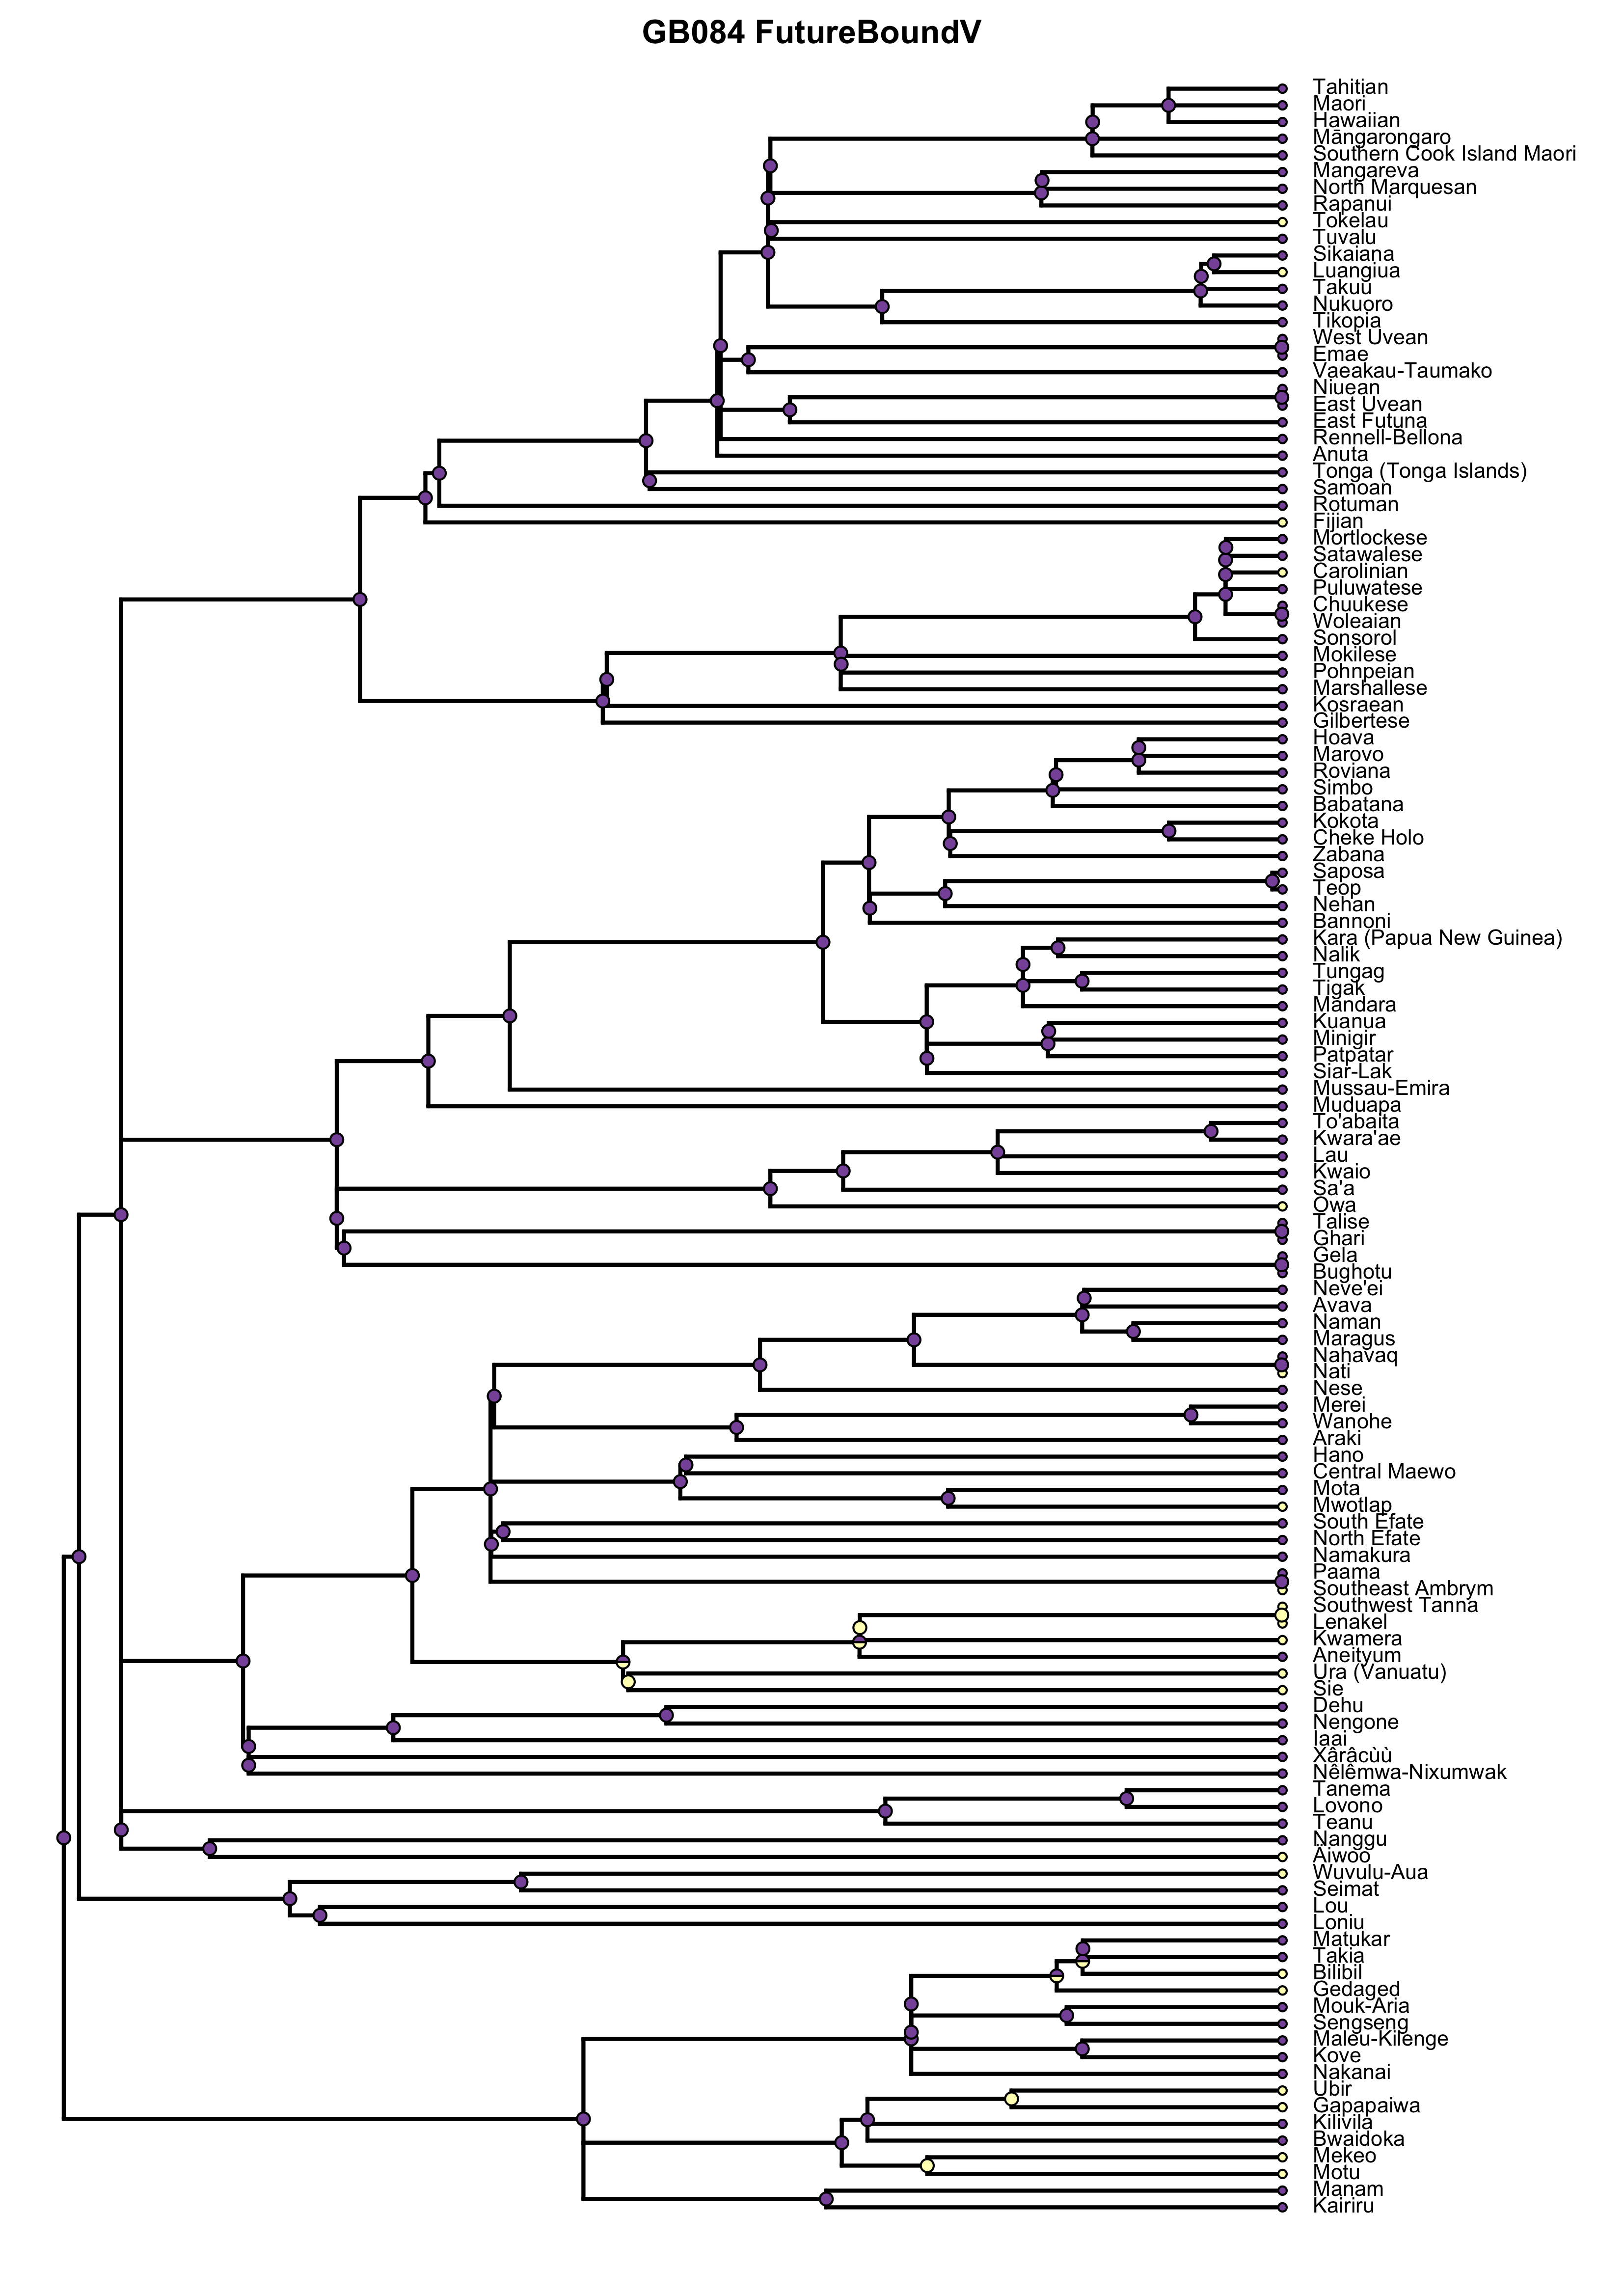 GB084 FutureBoundV
Tahitian
Maori
Hawaiian
Mangarongaro
Southern Cook Island Maori
Mangareva
North Marquesan
Rapanui
Tokelau
Tuvalu
Sikaiana
Luangiua
Takuu
Nukuoro
Tikopia
West Uvean
Emae
Vaeakau-Taumako
Niuean
East Uvean
East Futuna
Rennell-Bellona
Anuta
Tonga (Tonga Islands)
Samoan
Rotuman
Fijian
Mortlockese
Satawalese
Carolinian
Puluwatese
Chuukese
Woleaian
Sonsorol
Mokilese
Pohnpeian
Marshallese
Kosraean
Gilbertese
Hoava
Marovo
Roviana
Simbo
Babatana
Kokota
Cheke Holo
Zabana
Saposa
Teop
Nehan
Bannoni
Kara (Papua New Guinea)
Nalik
Tungag
Tigak
Mandara
Kuanua
Minigir
Patpatar
Siar-Lak
Mussau-Emira
Muduapa
To'abaita
Kwara'ae
Lau
Kwaio
Sa'a
Owa
Talise
Ghari
Gela
Bughotu
Neve'ei
Avava
Naman
Maragus
Nahavaq
Nati
Nese
Merei
Wanohe
Araki
Hano
Central Maewo
Mota
Mwotlap
South Efate
North Efate
Namakura
Paama
Southeast Ambrym
Southwest Tanna
Lenakel
Kwamera
Aneityum
Ura (Vanuatu)
Sie
Dehu
Nengone
Iaai
Xârâcùù
Nêlêmwa-Nixumwak
Tanema
Lovono
Teanu
Nanggu
Äiwoo
Wuvulu-Aua
Seimat
Lou
Loniu
Matukar
Takia
Bilibil
Gedaged
Mouk-Aria
Sengseng
Maleu-Kilenge
Kove
Nakanai
Ubir
Gapapaiwa
Kilivila
Bwaidoka
Mekeo
Motu
Manam
Kairiru